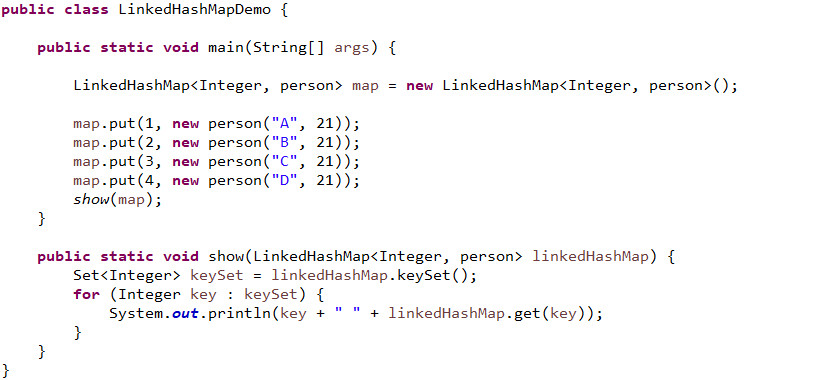 public class LinkedHashMapDemo {
public static void main(String[] args) {
LinkedHashMap<Integer, person> map = new LinkedHashMap<Integer, person>();
map.put(1, new person("A", 21));
map.put(2, new person("B", 21));
map.put(3, new person("C", 21));
map.put(4, new person("D", 21));
show(map);
}
public static void show(LinkedHashMap<Integer, person> linkedHashMap) {
Set<Integer> keySet = linkedHashMap.keySet();
for (Integer key : keySet) {
System.out.println(key + " " + linkedHashMap.get(key));
}
}
}